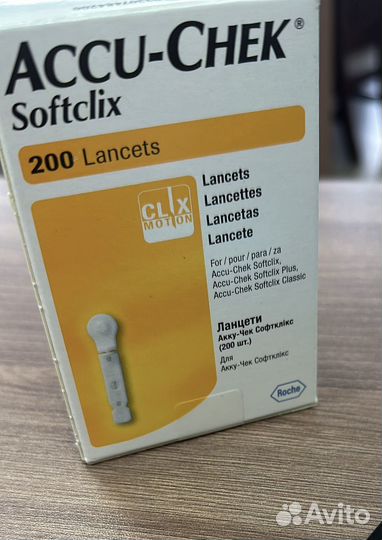 ACCU-CHEK®
Softclix
200 Lancets
CLIX
MOTION
Lancets
Lancettes
Lancetas
Lancete
For / pour / para / za
Accu-Chek Softclix,
Accu-Chek Softclix Plus,
Accu-Chek Softclix Classic
Ланцети
Акку-Чек Софтклікс
(200 шт.)
Для
Акку-Чек Софтклікс
Roche
Avito